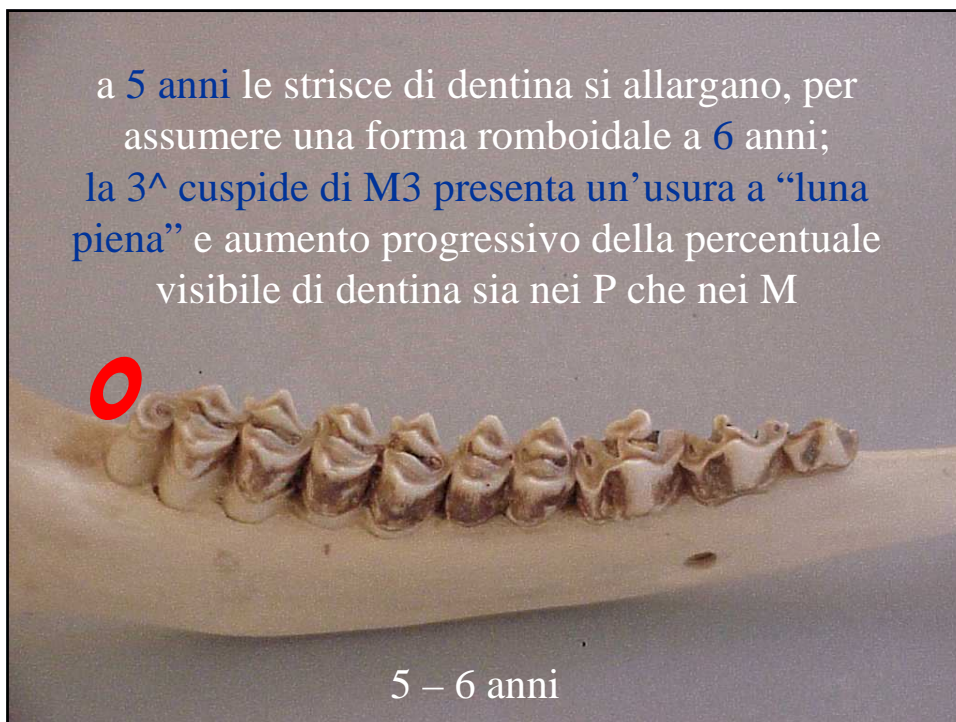 a 5 anni le strisce di dentina si allargano, per
assumere una forma romboidale a 6 anni;
la 3^ cuspide di M3 presenta un’usura a “luna
piena” e aumento progressivo della percentuale
visibile di dentina sia nei P che nei M
5 – 6 anni